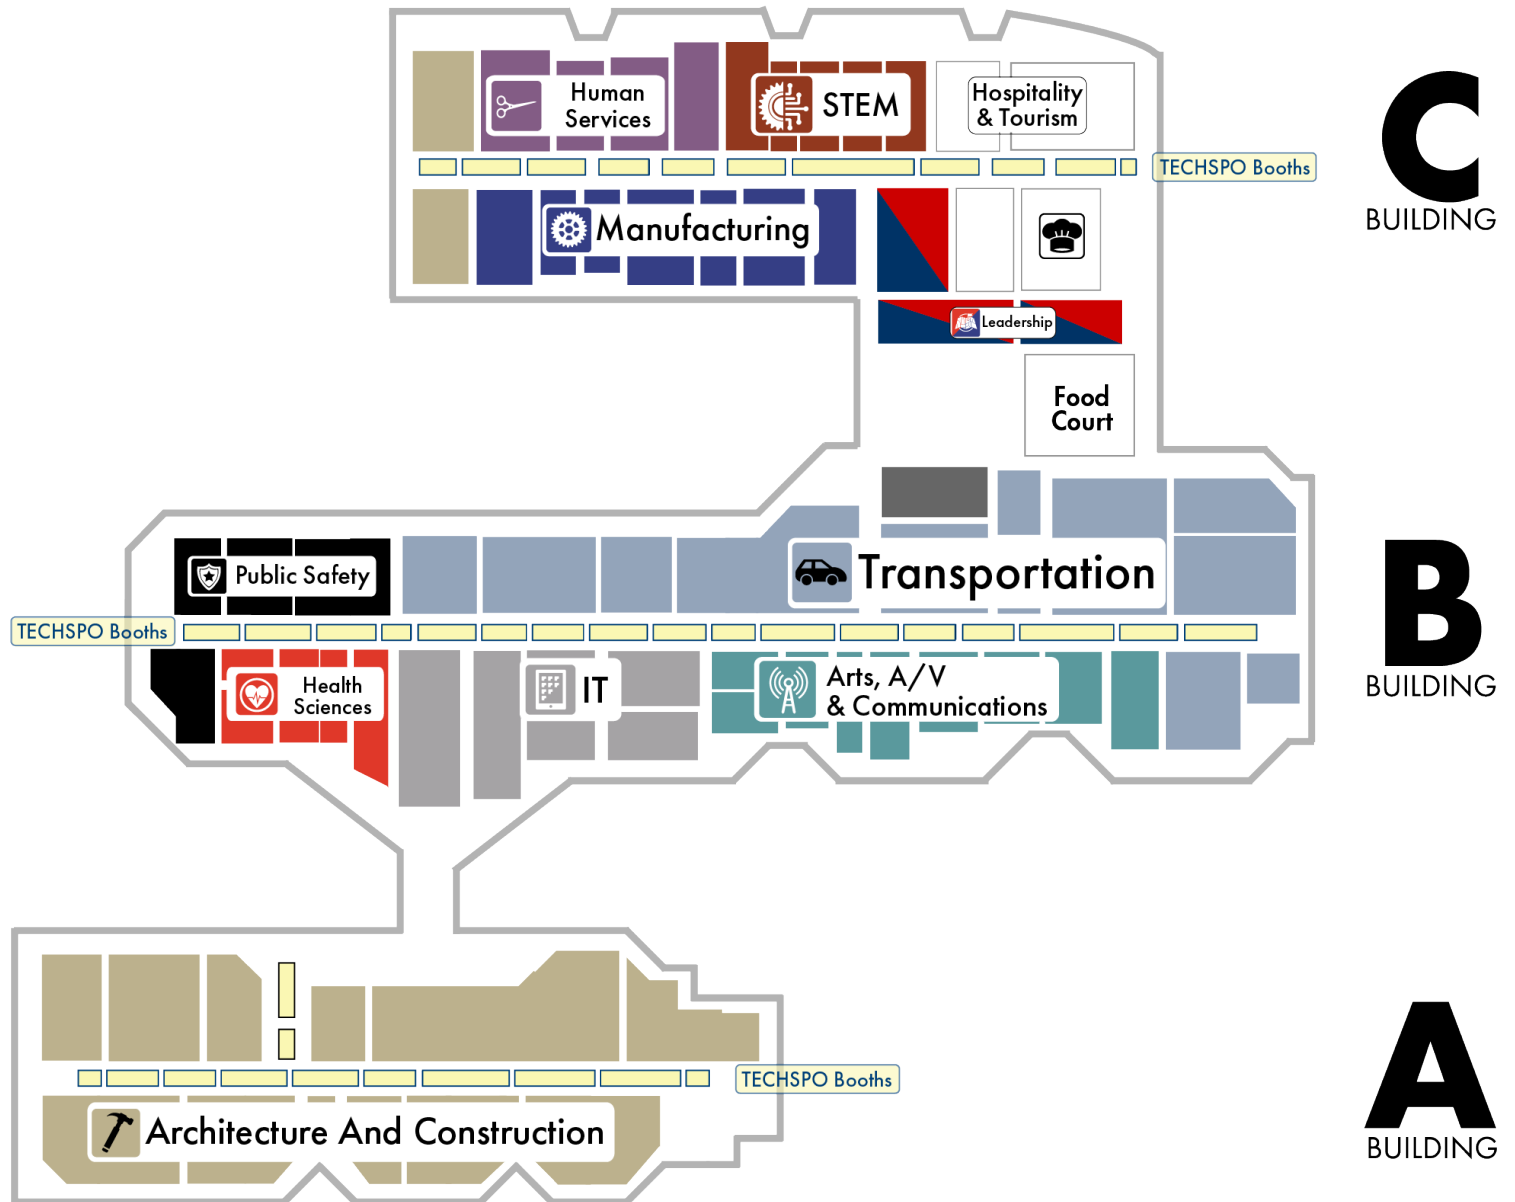 Human
Services
STEM
Hospitality
& Tourism
TECHSPO Booths
C
BUILDING
Manufacturing
Leadership
Food
Court
Public Safety
Transportation
TECHSPO Booths
B
BUILDING
Health
Sciences
IT
Arts, A/V
& Communications
TECHSPO Booths
A
BUILDING
Architecture And Construction